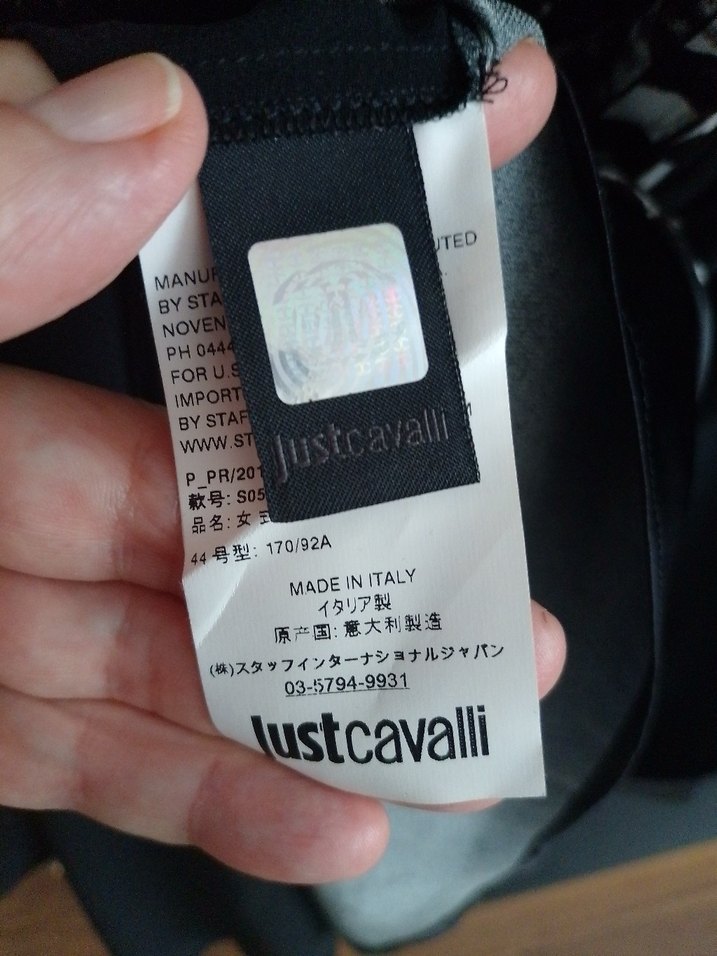 UTED
MANUF
BY STA
NOVEN
PH 0444
FOR U.S
IMPORT
BY STAF
WWW.ST
justcavalli
P_PR/201
款号: S05
品名: 女
44 号型: 170/92A
MADE IN ITALY
イタリア製
原产国: 意大利製造
(株)スタッフインターナショナルジャパン
03-5794-9931
justcavalli